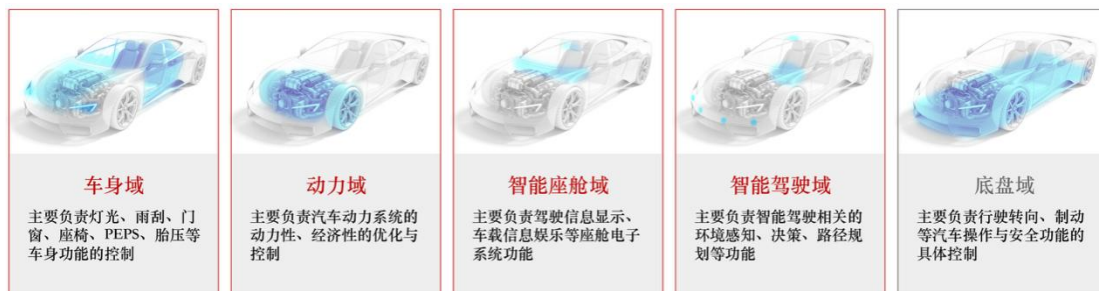 车身域
主要负责灯光、雨刮、门
窗、座椅、PEPS、胎压等
车身功能的控制
动力域
主要负责汽车动力系统的
动力性、经济性的优化与
控制
智能座舱域
主要负责驾驶信息显示、
车载信息娱乐等座舱电子
系统功能
智能驾驶域
主要负责智能驾驶相关的
环境感知、决策、路径规
划等功能
底盘域
主要负责行驶转向、制动
等汽车操作与安全功能的
具体控制